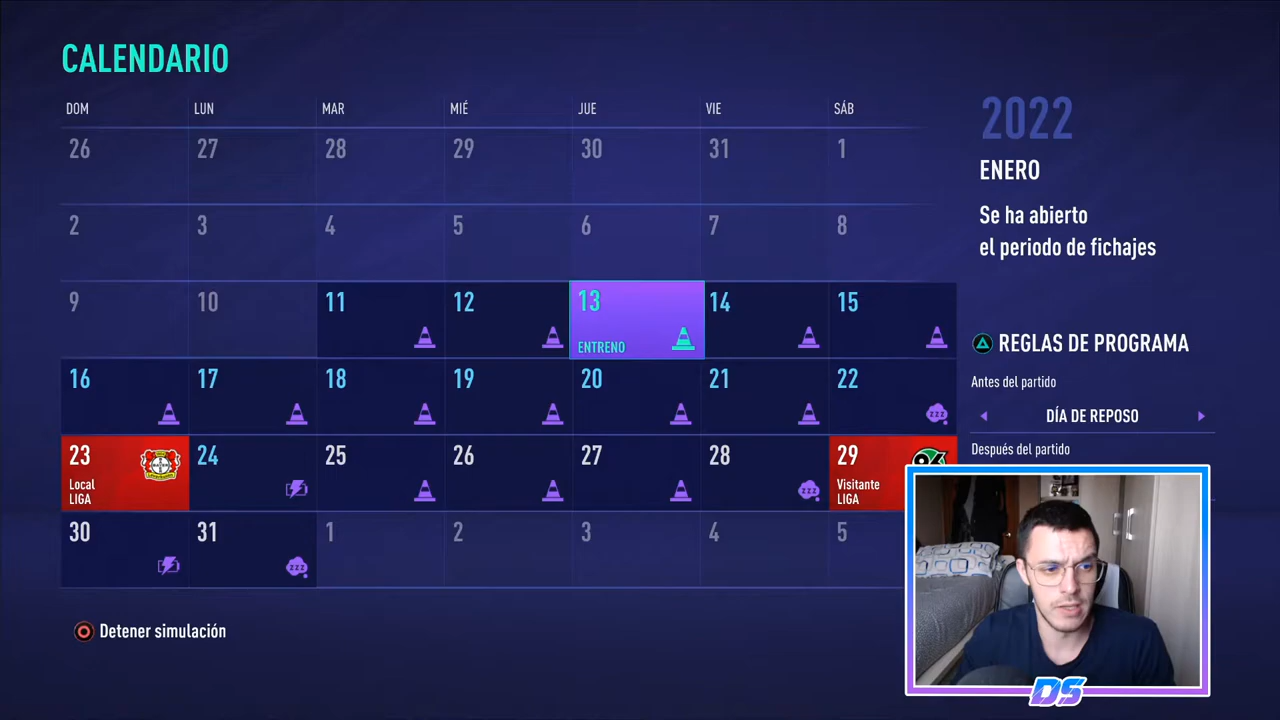 CALENDARIO
DOM LUN MAR MIÉ JUE VIE SÁB
26 27 28 29 30 31 1
2 3 4 5 6 7 8
9 10 11 12 13 14 15
ENTRENO
16 17 18 19 20 21 22
zzz
23 24 25 26 27 28 29
Local
LIGA
zzz
Visitante
LIGA
30 31 1 2 3 4 5
zzz
Detener simulación
2022
ENERO
Se ha abierto
el periodo de fichajes
REGLAS DE PROGRAMA
Antes del partido
DÍA DE REPOSO
Después del partido
DS